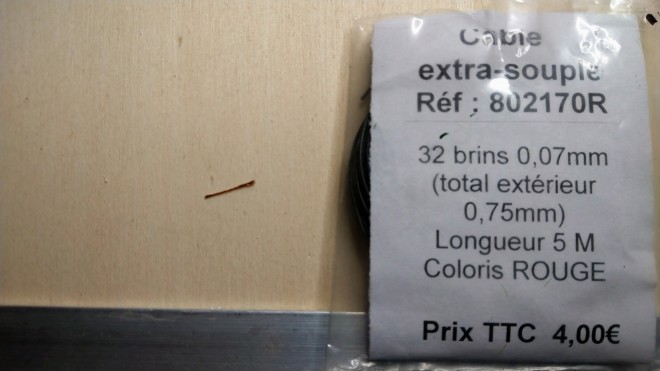 Cable
extra-souple
Réf : 802170R
32 brins 0,07mm
(total extérieur
0,75mm)
Longueur 5 M
Coloris ROUGE
Prix TTC 4,00€